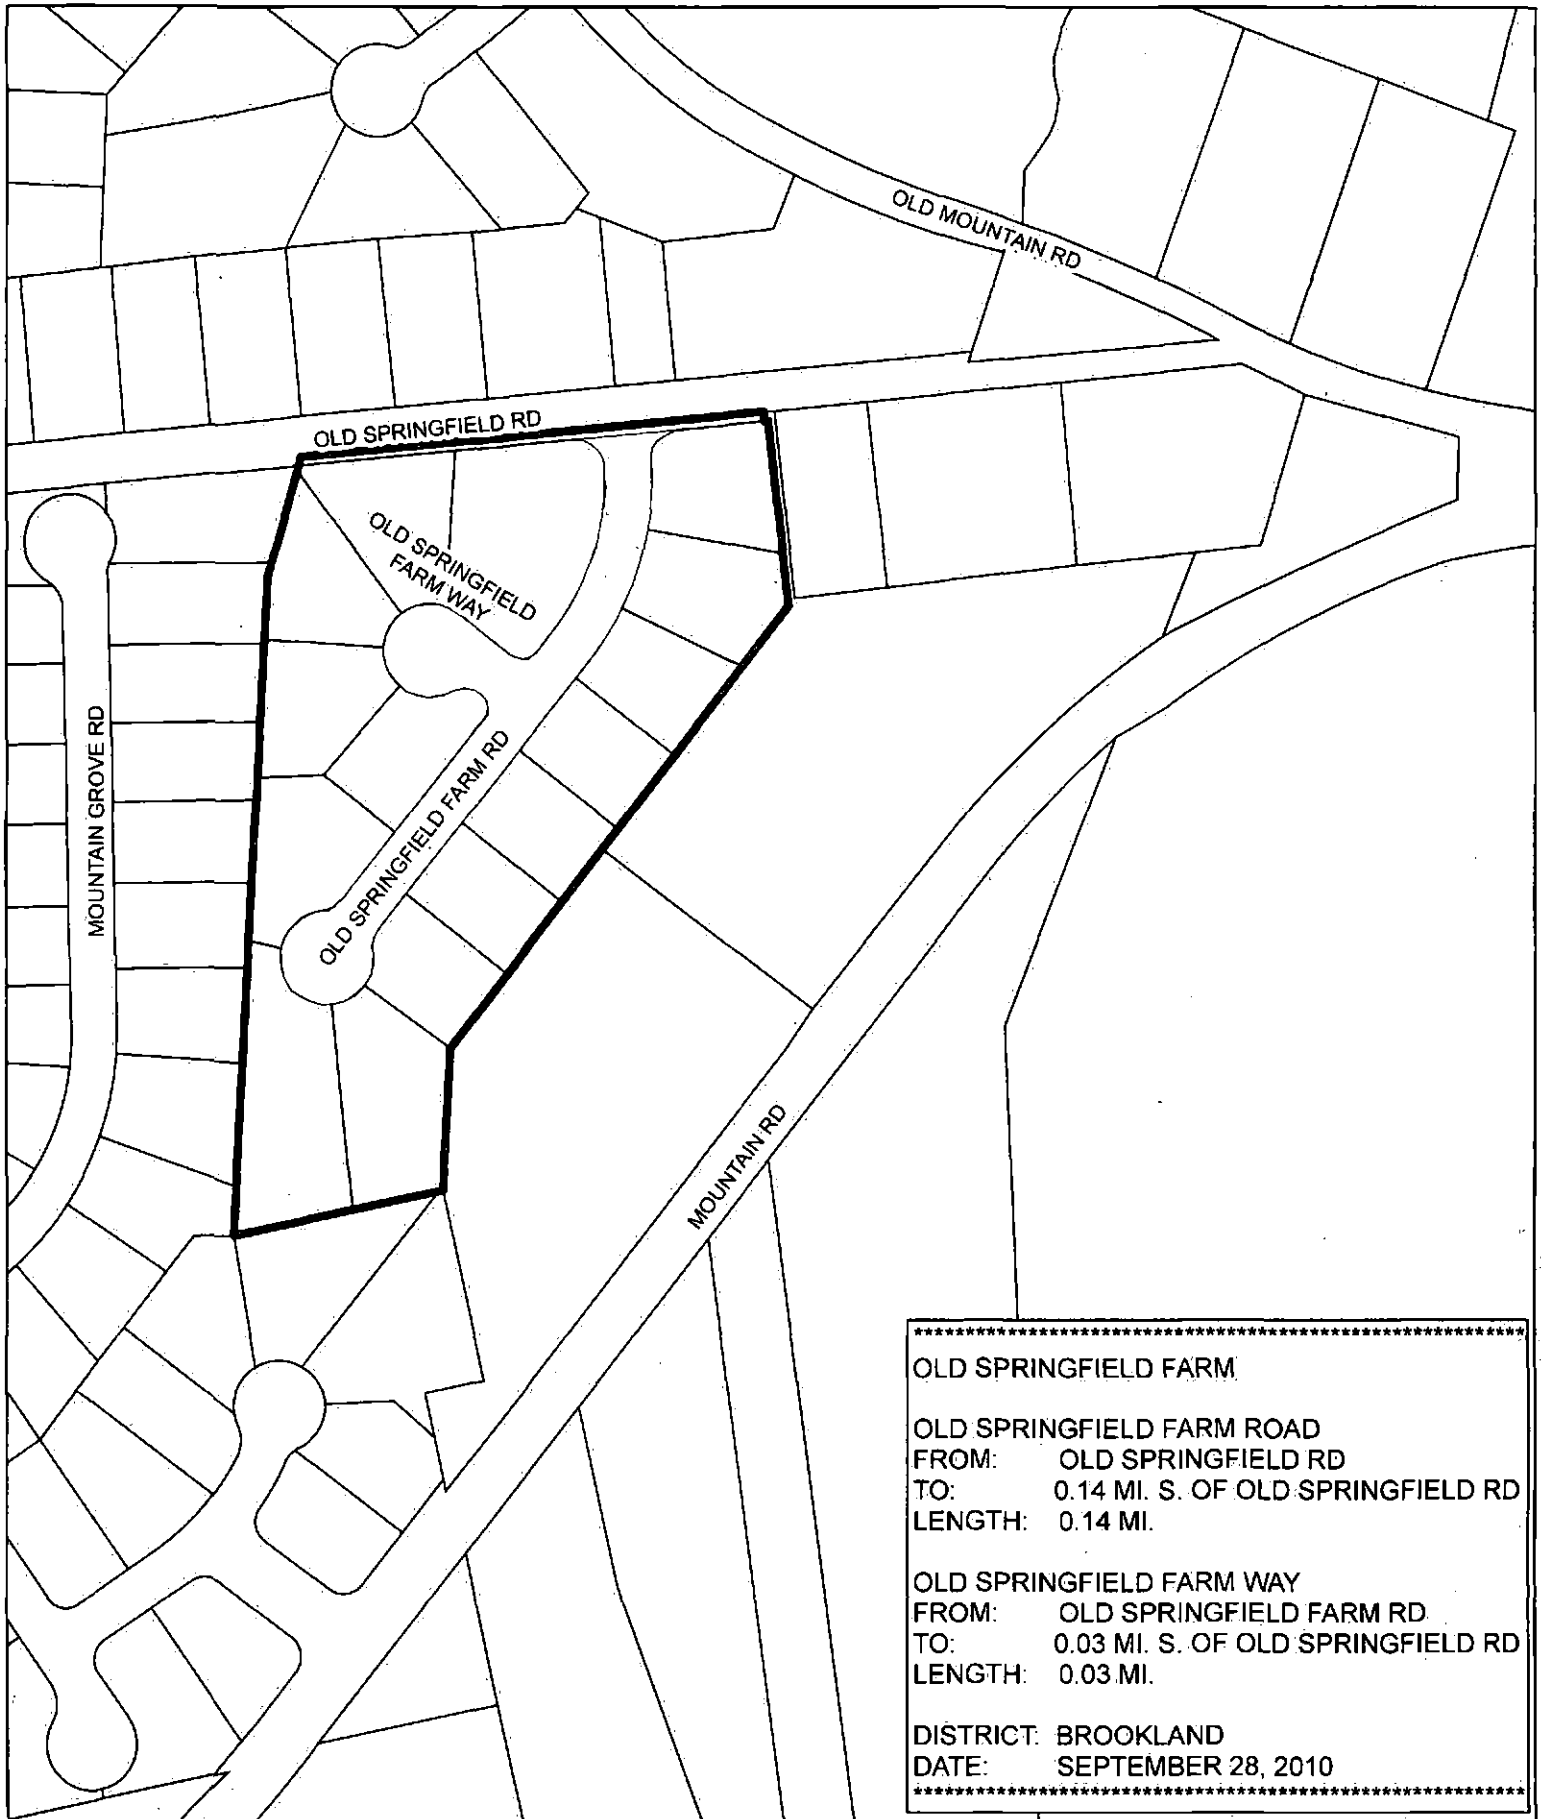 OLD MOUNTAIN RD
OLD SPRINGFIELD RD
OLD SPRINGFIELD
FARM WAY
MOUNTAIN GROVE RD
OLD SPRINGFIELD FARM RD
MOUNTAIN RD
****************************************************************
OLD SPRINGFIELD FARM
OLD SPRINGFIELD FARM ROAD
FROM: OLD SPRINGFIELD RD
TO: 0.14 MI. S. OF OLD SPRINGFIELD RD
LENGTH: 0.14 MI.
OLD SPRINGFIELD FARM WAY
FROM: OLD SPRINGFIELD FARM RD
TO: 0.03 MI. S. OF OLD SPRINGFIELD RD
LENGTH: 0.03 MI.
DISTRICT: BROOKLAND
DATE: SEPTEMBER 28, 2010
****************************************************************